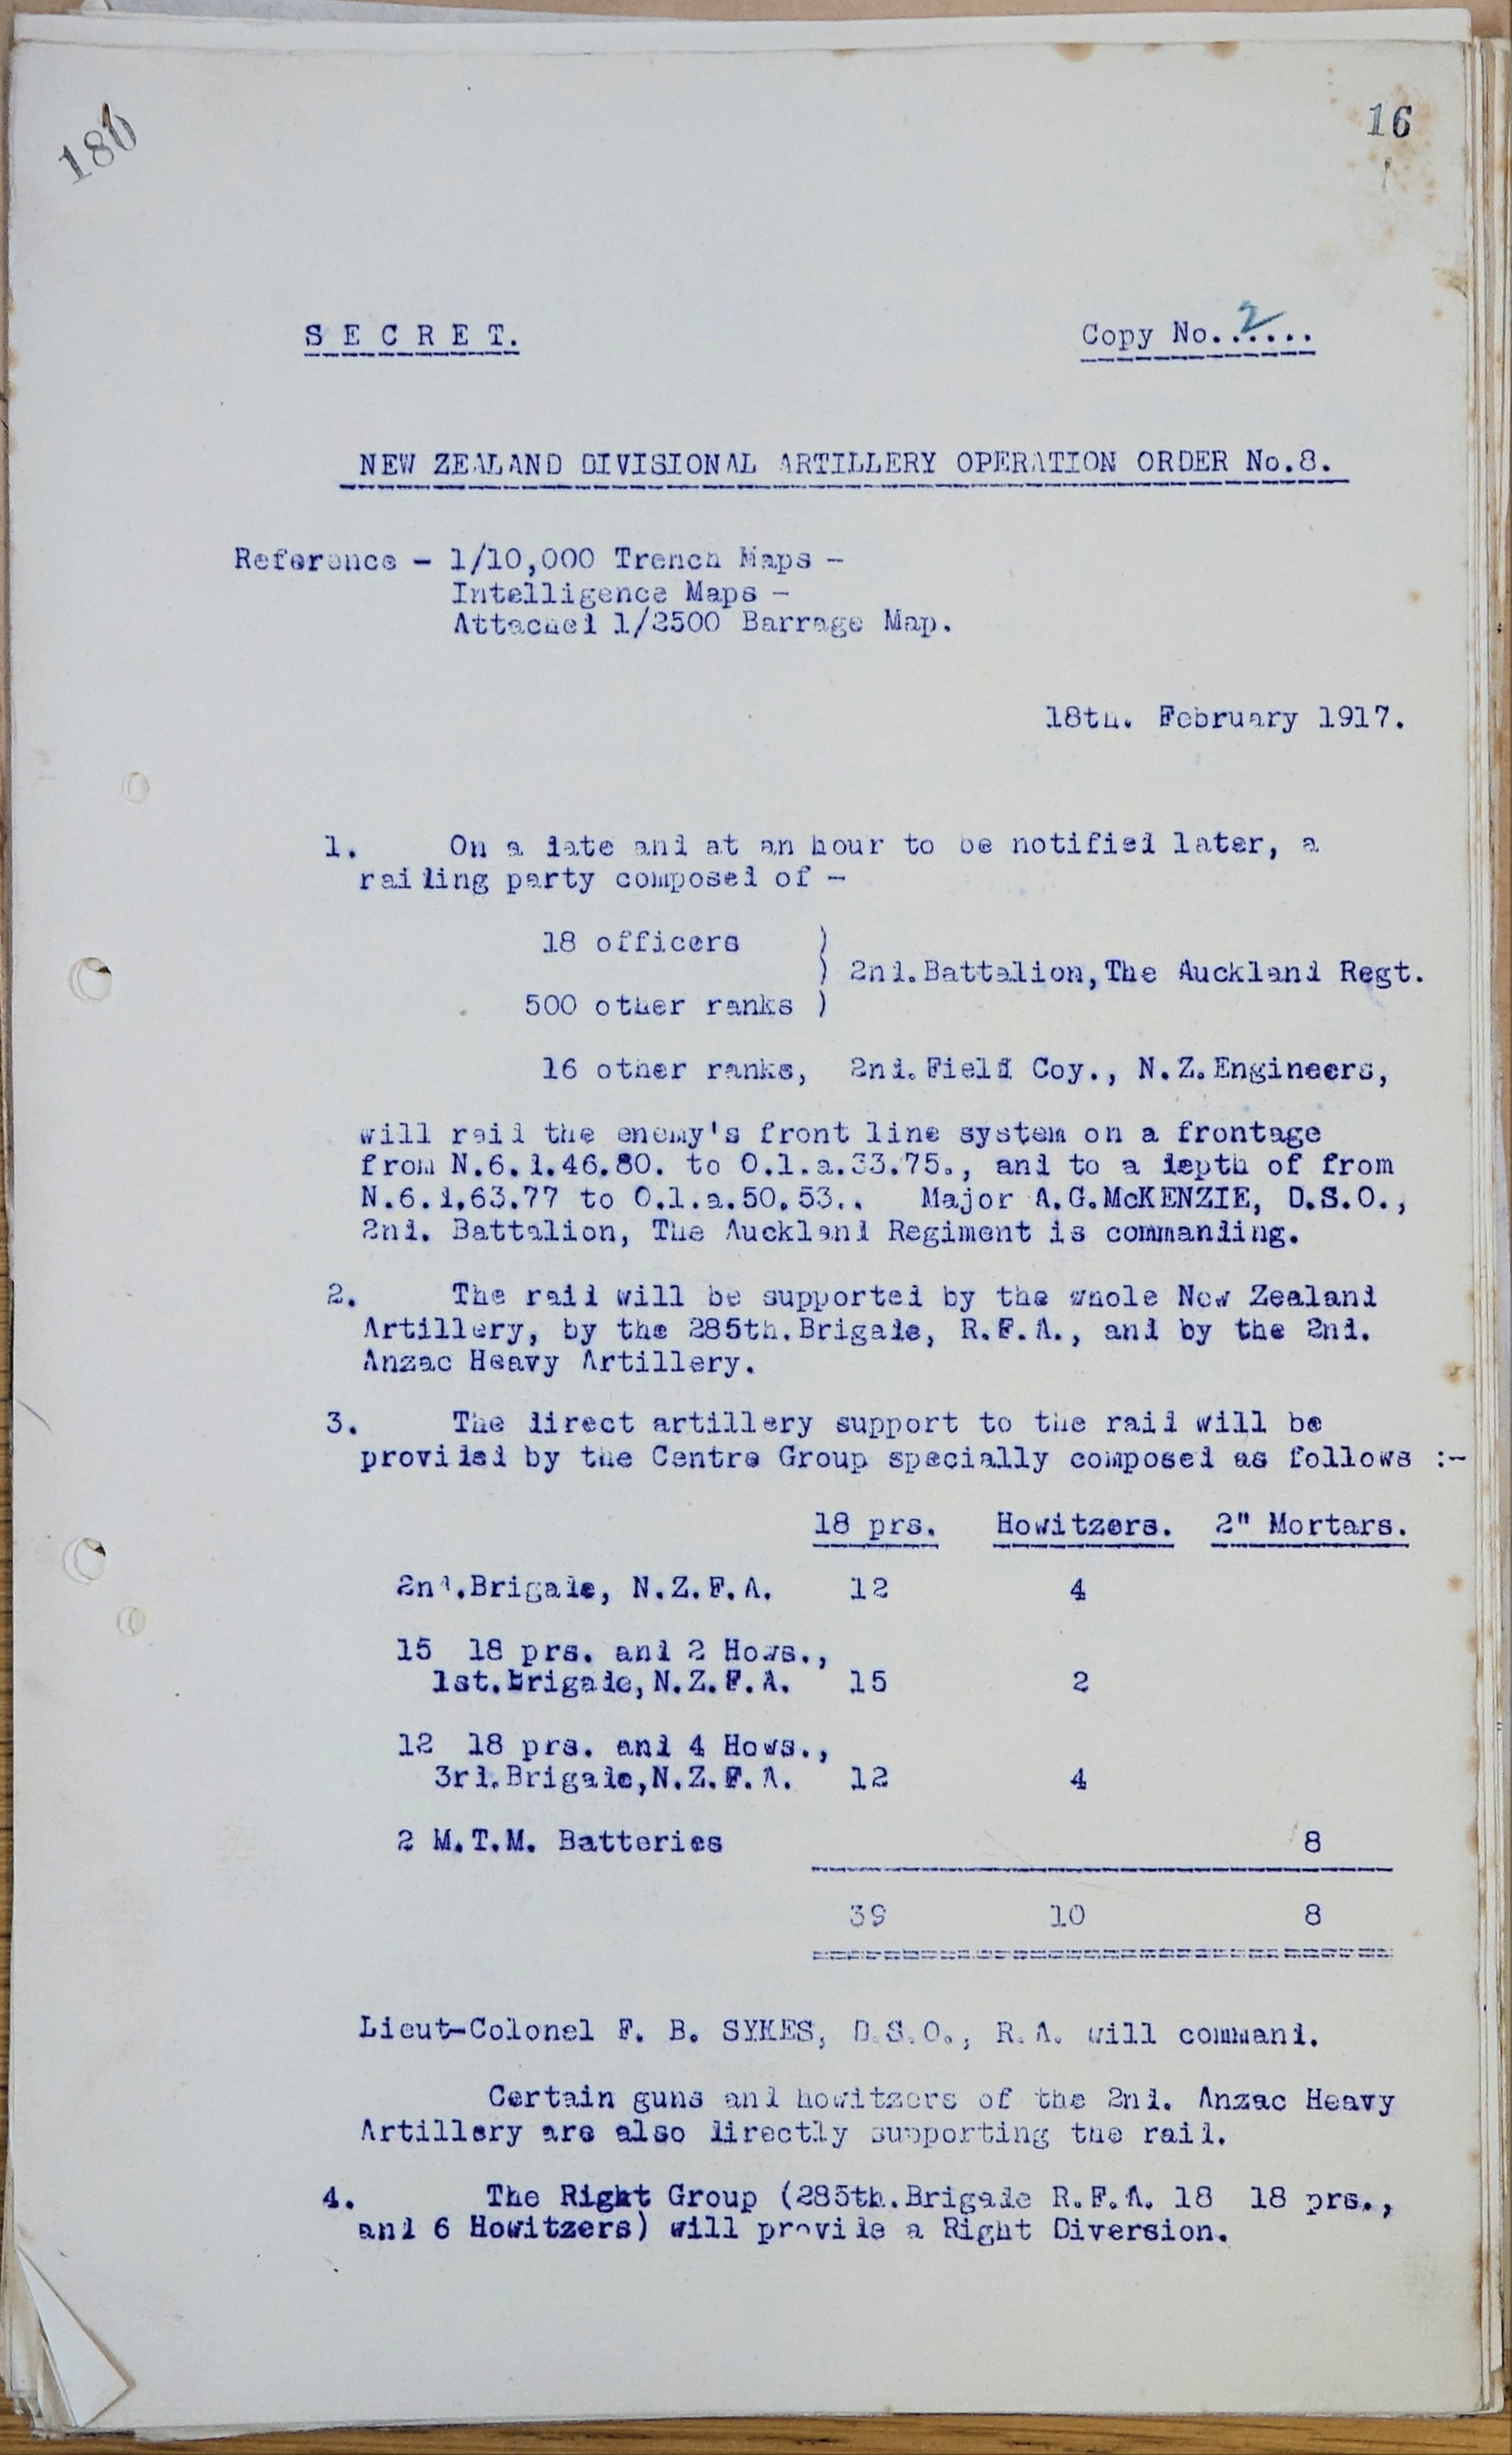 180
16
S E C R E T.
Copy No.2.....
NEW ZEALAND DIVISIONAL ARTILLERY OPERATION ORDER No.8.
Reference - 1/10,000 Trench Maps -
Intelligence Maps -
Attached 1/2500 Barrage Map.
18th. February 1917.
1. On a date and at an hour to be notified later, a
raiding party composed of -
18 officers )
) 2nd.Battalion,The Auckland Regt.
500 other ranks )
16 other ranks, 2nd.Field Coy., N.Z.Engineers,
will raid the enemy's front line system on a frontage
from N.6.d.46.80. to O.1.a.33.75., and to a depth of from
N.6.d.63.77 to O.1.a.50.53.. Major A.G.McKENZIE, D.S.O.,
2nd. Battalion, The Auckland Regiment is commanding.
2. The raid will be supported by the whole New Zealand
Artillery, by the 285th.Brigade, R.F.A., and by the 2nd.
Anzac Heavy Artillery.
3. The direct artillery support to the raid will be
provided by the Centre Group specially composed as follows :-
18 prs. Howitzers. 2" Mortars.
2nd.Brigade, N.Z.F.A. 12 4
15 18 prs. and 2 Hows.,
1st.Brigade,N.Z.F.A. 15 2
12 18 prs. and 4 Hows.,
3rd.Brigade,N.Z.F.A. 12 4
2 M.T.M. Batteries 8
39 10 8
Lieut-Colonel F. B. SYKES, D.S.O., R.A. will command.
Certain guns and howitzers of the 2nd. Anzac Heavy
Artillery are also directly supporting the raid.
4. The Right Group (285th.Brigade R.F.A. 18 18 prs.,
and 6 Howitzers) will provide a Right Diversion.